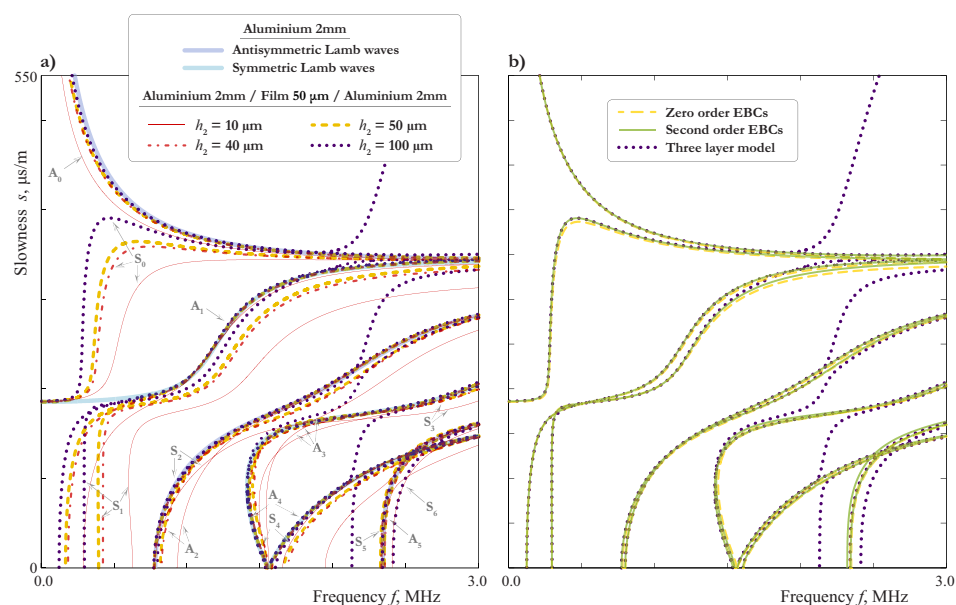 Aluminium 2mm
Antisymmetric Lamb waves
Symmetric Lamb waves
Aluminium 2mm / Film 50 μm / Aluminium 2mm
h₂ = 10 μm
h₂ = 50 μm
h₂ = 40 μm
h₂ = 100 μm
a)
550
Slowness s, μs/m
A₀
S₀
A₁
S₁
S₂
A₂
A₃
S₃
A₄
S₄
S₅
A₅
S₆
0
0.0
3.0
Frequency f, MHz
b)
Zero order EBCs
Second order EBCs
Three layer model
0.0
3.0
Frequency f, MHz